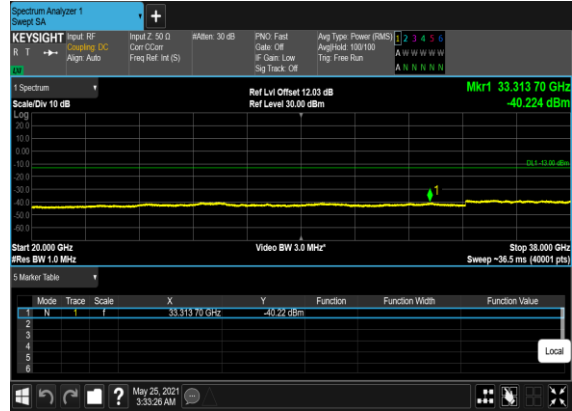 Spectrum Analyzer 1
Swept SA
+
KEYSIGHT Input: RF Input Z: 50 Ω #Atten: 30 dB PNO: Fast Avg Type: Power (RMS) 1 2 3 4 5 6
R T Coupling: DC Corr CCorr Gate: Off Avg|Hold: 100/100 A W W W W W
Align: Auto Freq Ref: Int (S) IF Gain: Low Trig: Free Run
LW Sig Track: Off A N N N N N
1 Spectrum Ref Lvl Offset 12.03 dB Mkr1 33.313 70 GHz
Scale/Div 10 dB Ref Level 30.00 dBm -40.224 dBm
Log
20.0
10.0
0.00
-10.0 DL1 -13.00 dBm
-20.0
-30.0
1
-40.0
-50.0
-60.0
Start 20.000 GHz Video BW 3.0 MHz* Stop 38.000 GHz
#Res BW 1.0 MHz Sweep ~36.5 ms (40001 pts)
5 Marker Table
Mode Trace Scale X Y Function Function Width Function Value
1 N 1 f 33.313 70 GHz -40.22 dBm
2
3
4
5
6
Local
? May 25, 2021
3:33:26 AM